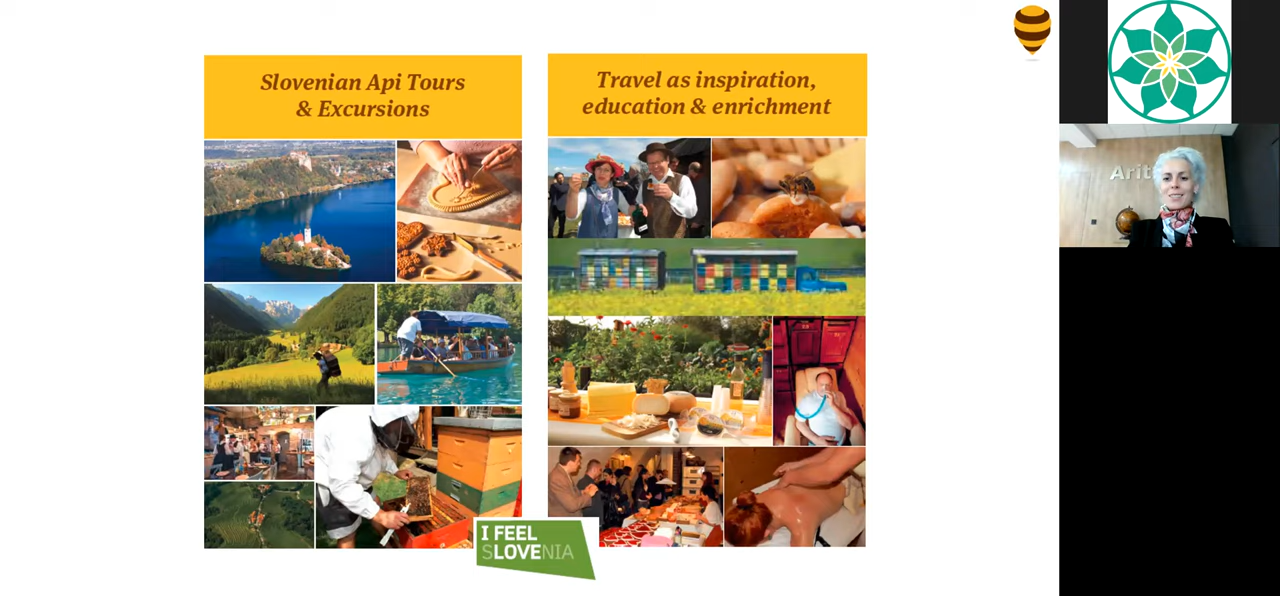 Slovenian Api Tours
& Excursions
Travel as inspiration,
education & enrichment
I FEEL
SLOVENIA